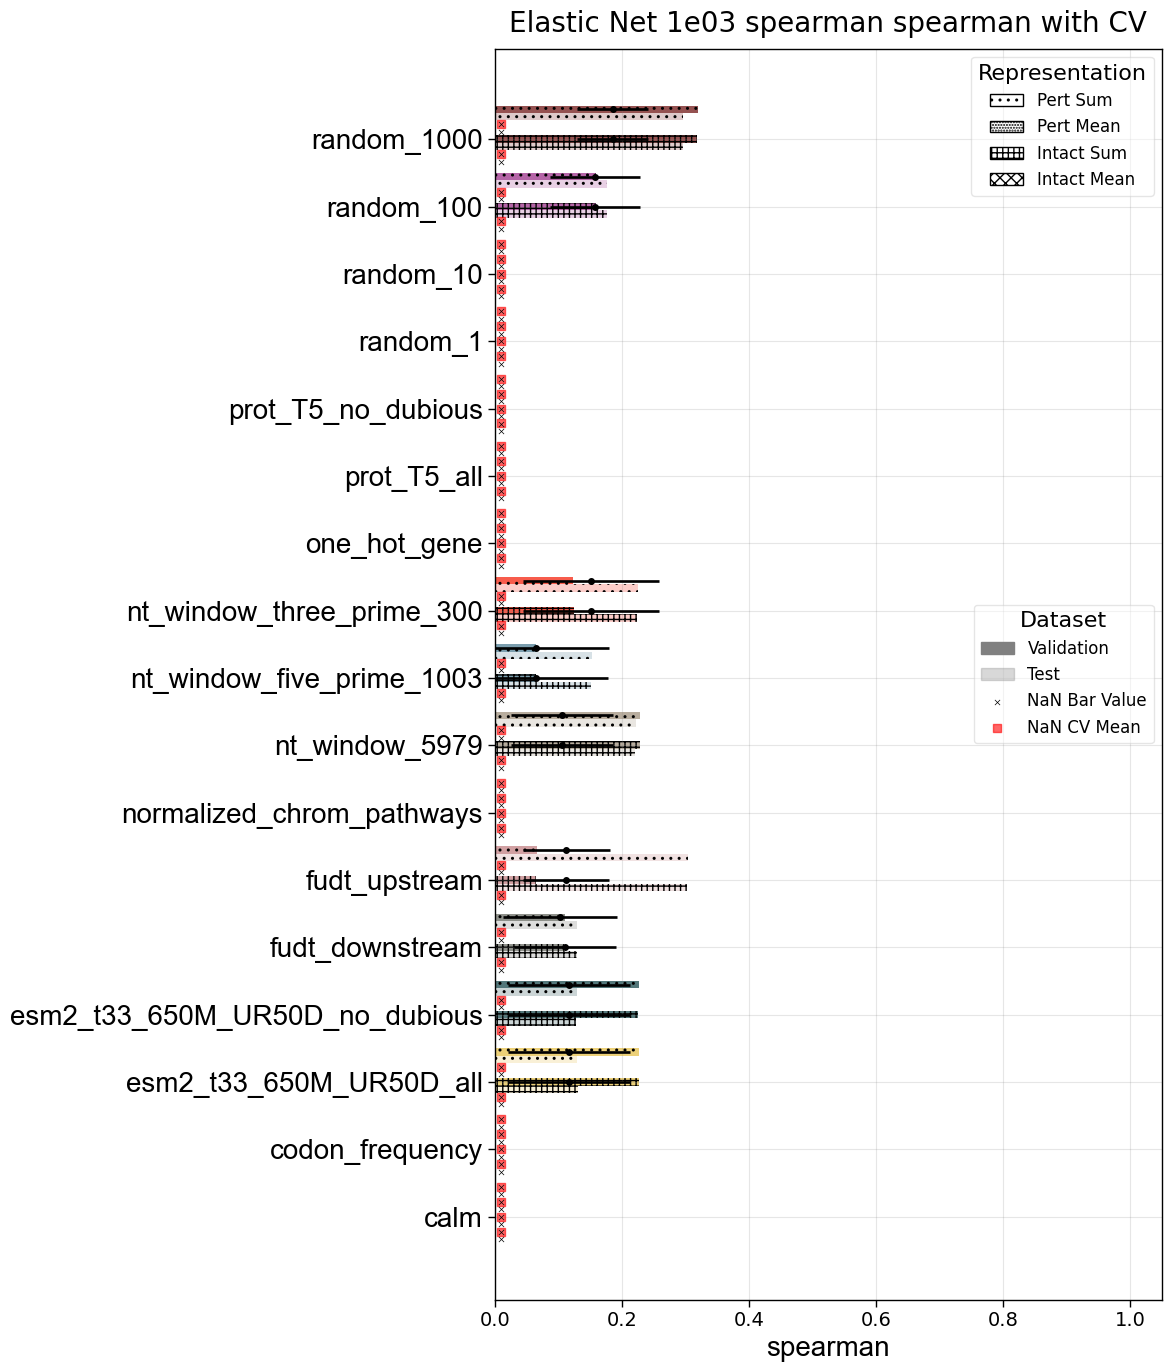 Elastic Net 1e03 spearman spearman with CV
Representation
Pert Sum
Pert Mean
Intact Sum
Intact Mean
random_1000
random_100
random_10
random_1
prot_T5_no_dubious
prot_T5_all
one_hot_gene
nt_window_three_prime_300
nt_window_five_prime_1003
nt_window_5979
normalized_chrom_pathways
fudt_upstream
fudt_downstream
esm2_t33_650M_UR50D_no_dubious
esm2_t33_650M_UR50D_all
codon_frequency
calm
Dataset
Validation
Test
NaN Bar Value
NaN CV Mean
0.0 0.2 0.4 0.6 0.8 1.0
spearman